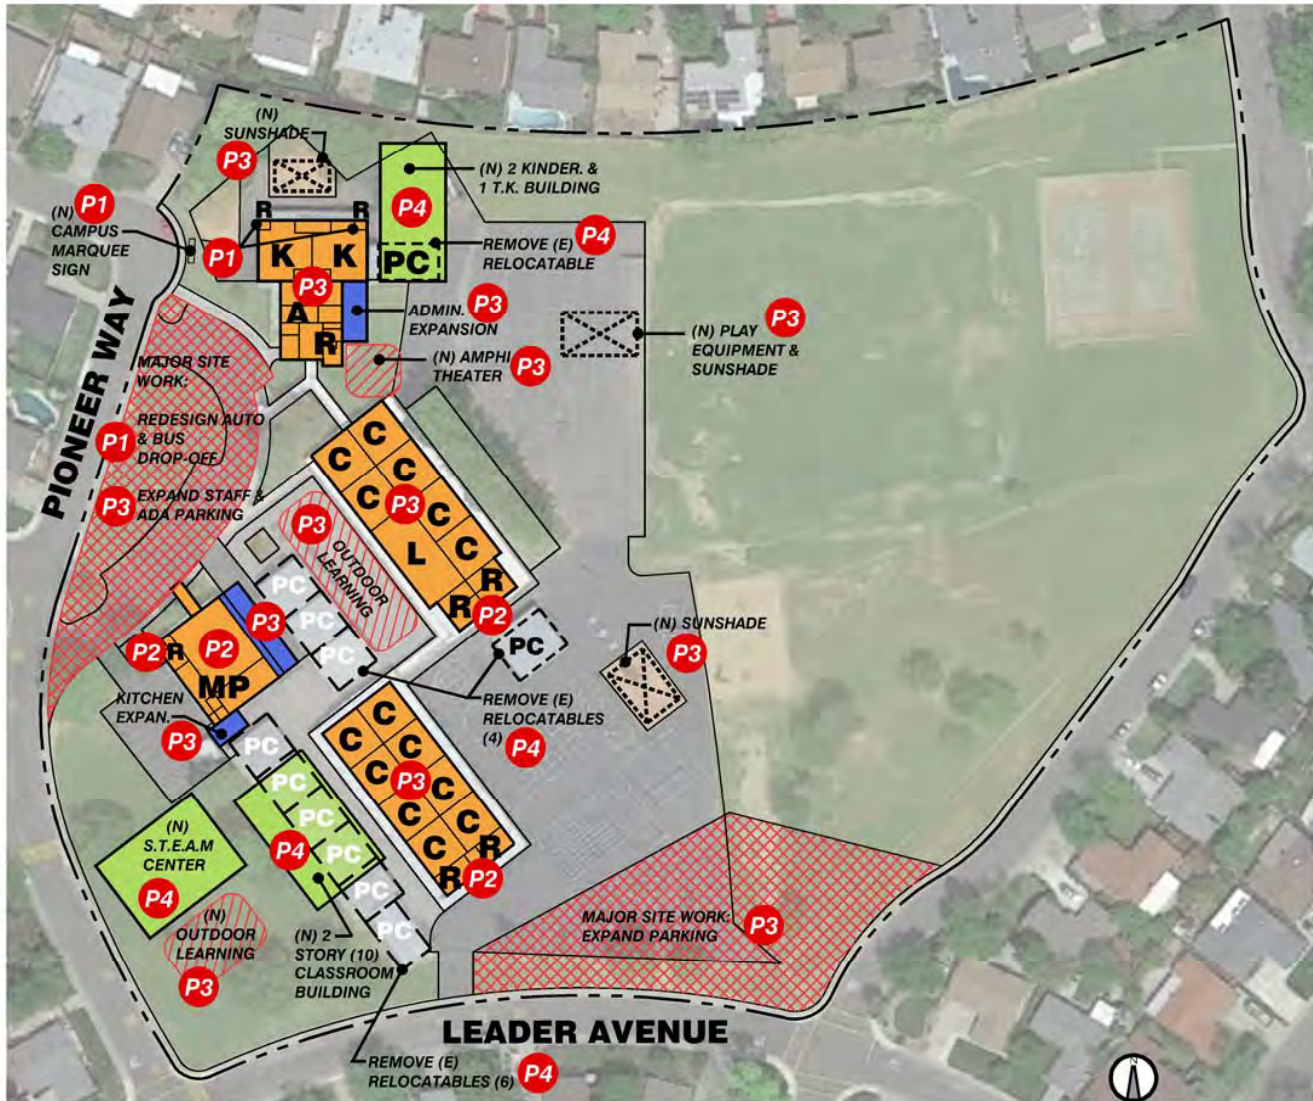 (N)
SUNSHADE
P3
(N) 2 KINDER. &
1 T.K. BUILDING
P4
P1
(N)
CAMPUS
MARQUEE
SIGN
R
R
P1
K
K
PC
REMOVE (E)
RELOCATABLE
P4
P3
A
R
ADMIN.
EXPANSION
P3
(N) PLAY
EQUIPMENT &
SUNSHADE
P3
(N) AMPHI
THEATER
P3
PIONEER WAY
MAJOR SITE
WORK:
P1
REDESIGN AUTO
& BUS
DROP-OFF
P3
EXPAND STAFF &
ADA PARKING
C
C
C
C
P3
C
L
C
R
R
P2
P3
OUTDOOR
LEARNING
PC
PC
PC
PC
P3
P2
R
P2
MP
KITCHEN
EXPAN.
P3
(N) SUNSHADE
P3
REMOVE (E)
RELOCATABLES
(4)
P4
C
C
C
C
P3
C
C
C
C
R
R
P2
PC
PC
PC
PC
PC
PC
P4
(N)
S.T.E.A.M
CENTER
P4
(N)
OUTDOOR
LEARNING
P3
(N) 2
STORY (10)
CLASSROOM
BUILDING
MAJOR SITE WORK:
EXPAND PARKING
P3
LEADER AVENUE
REMOVE (E)
RELOCATABLES (6)
P4
N